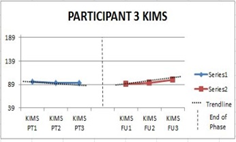 PARTICIPANT 3 KIMS
189
139
89
39
KIMS KIMS KIMS KIMS KIMS KIMS
PT1 PT2 PT3 FU1 FU2 FU3
Series1
Series2
Trendline
End of
Phase